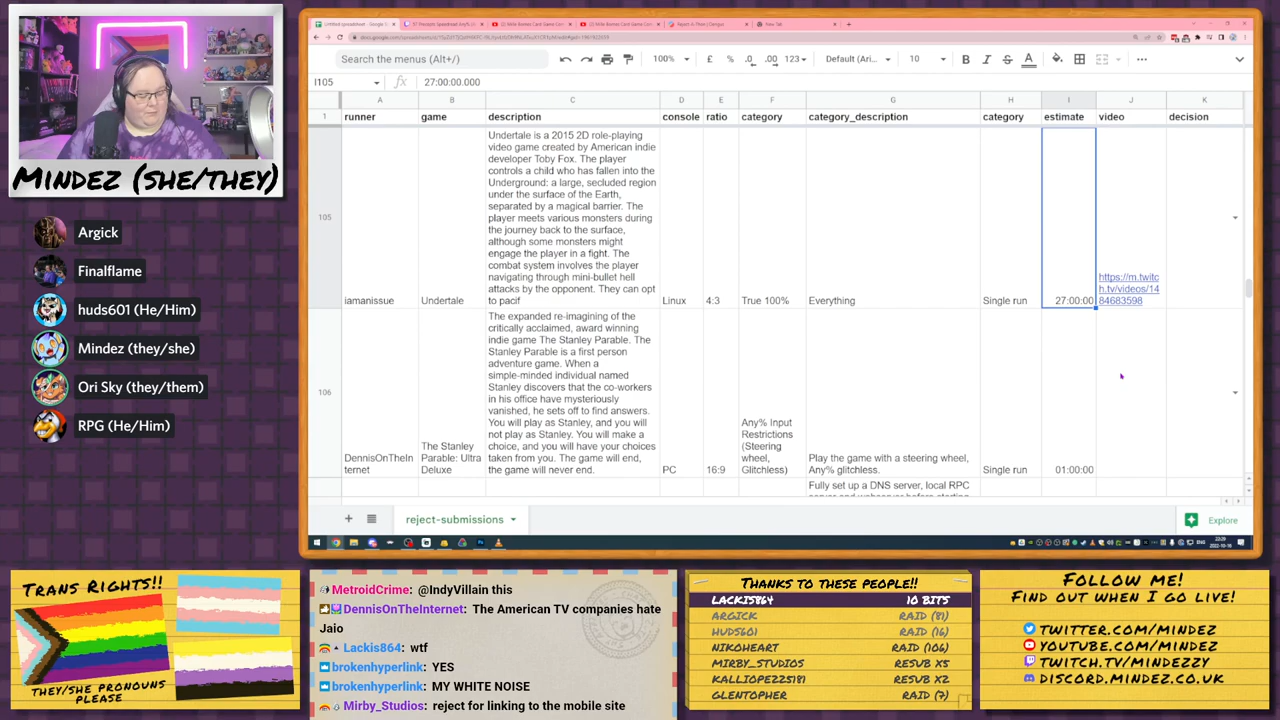 Untitled spreadsheet - Google
docs.google.com/spreadsheets
Search the menus (Alt+/)
100%
£
%
.0
.00
123
Default (Ari...
10
B
I
S
A
I105
fx
27:00:00.000
A
B
C
D
E
F
G
H
I
J
K
1
runner
game
description
console
ratio
category
category_description
category
estimate
video
decision
105
iamanissue
Undertale
Undertale is a 2015 2D role-playing
video game created by American indie
developer Toby Fox. The player
controls a child who has fallen into the
Underground: a large, secluded region
under the surface of the Earth,
separated by a magical barrier. The
player meets various monsters during
the journey back to the surface,
although some monsters might
engage the player in a fight. The
combat system involves the player
navigating through mini-bullet hell
attacks by the opponent. They can opt
to pacif
Linux
4:3
True 100%
Everything
Single run
27:00:00
https://m.twitc
h.tv/videos/14
84683598
106
DennisOnTheIn
ternet
The Stanley
Parable: Ultra
Deluxe
The expanded re-imagining of the
critically acclaimed, award winning
indie game The Stanley Parable. The
Stanley Parable is a first person
adventure game. When a
simple-minded individual named
Stanley discovers that the co-workers
in his office have mysteriously
vanished, he sets off to find answers.
You will play as Stanley, and you will
not play as Stanley. You will make a
choice, and you will have your choices
taken from you. The game will end,
the game will never end.
PC
16:9
Any% Input
Restrictions
(Steering
wheel,
Glitchless)
Play the game with a steering wheel,
Any% glitchless.
Single run
01:00:00
Fully set up a DNS server, local RPC
server and webserver before starting
reject-submissions
Explore
Mindez (she/they)
Argick
Finalflame
huds601 (He/Him)
Mindez (they/she)
Ori Sky (they/them)
RPG (He/Him)
Trans Rights!!
They/She pronouns
please
MetroidCrime: @IndyVillain this
DennisOnTheInternet: The American TV companies hate
Jaio
Lackis864: wtf
brokenhyperlink: YES
brokenhyperlink: MY WHITE NOISE
Mirby_Studios: reject for linking to the mobile site
Thanks to these people!!
Lackis864 10 bits
Argick Raid (81)
Huds601 Raid (16)
Nikoheart Raid (106)
Mirby_Studios Resub x5
Kalliopezzs181 Resub x2
Glentopher Raid (7)
Follow me!
Find out when I go live!
twitter.com/mindez
youtube.com/mindez
twitch.tv/mindezzy
discord.mindez.co.uk